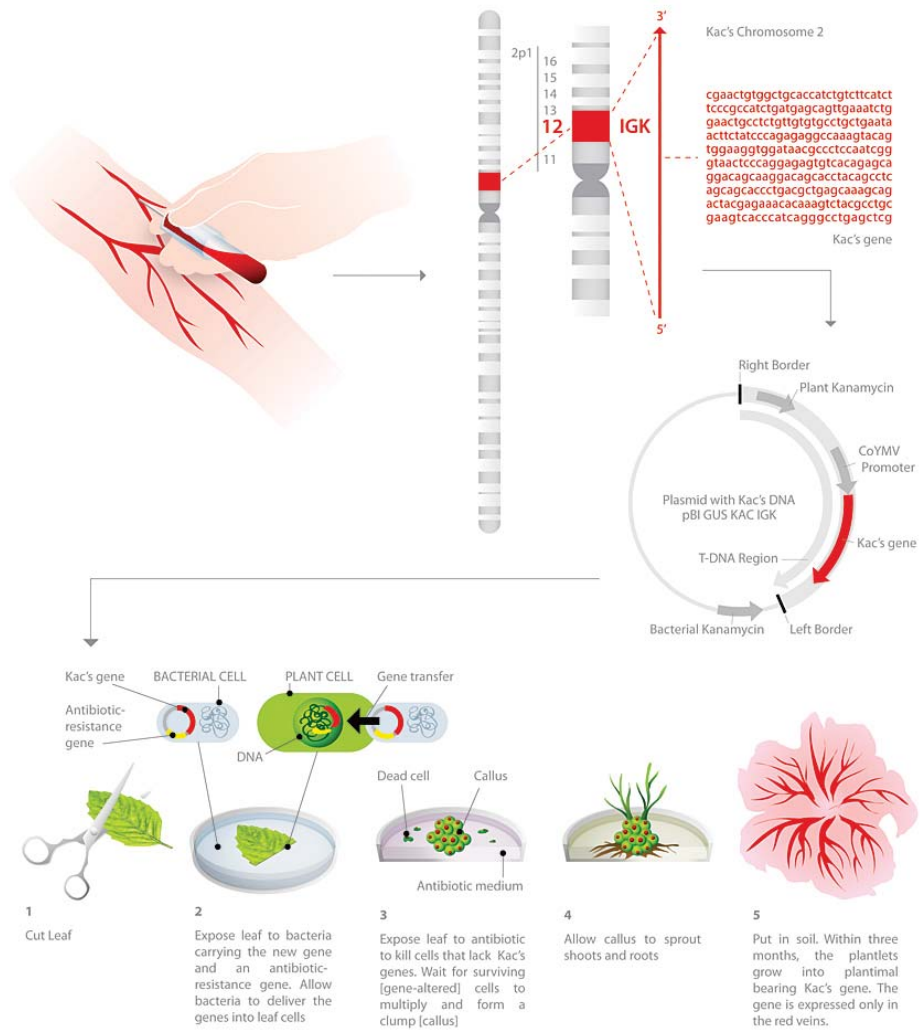 3'
Kac's Chromosome 2
2p1
16
15
14
13
12
IGK
11
cgaactgtggctgcaccatctgtcttcatct
tcccgccatctgatgagcagttgaaatctg
gaactgcctctgttgtgtgcctgctgaata
acttctatcccagagaggccaaagtacag
tggaaggtggataacgccctccaatcgg
gtaactcccaggagagtgtcacagagca
ggacagcaaggacagcacctacagcctc
agcagcaccctgacgctgagcaaagcag
actacgagaaacacaaagtctacgcctgc
gaagtcacccatcagggcctgagctcg
Kac's gene
5'
Right Border
Plant Kanamycin
CoYMV
Promoter
Plasmid with Kac's DNA
pBI GUS KAC IGK
Kac's gene
T-DNA Region
Bacterial Kanamycin
Left Border
Kac's gene
BACTERIAL CELL
PLANT CELL
Gene transfer
Antibiotic-
resistance
gene
DNA
Dead cell
Callus
Antibiotic medium
1
Cut Leaf
2
Expose leaf to bacteria
carrying the new gene
and an antibiotic-
resistance gene. Allow
bacteria to deliver the
genes into leaf cells
3
Expose leaf to antibiotic
to kill cells that lack Kac's
genes. Wait for surviving
[gene-altered] cells to
multiply and form a
clump [callus]
4
Allow callus to sprout
shoots and roots
5
Put in soil. Within three
months, the plantlets
grow into plantimal
bearing Kac's gene. The
gene is expressed only in
the red veins.